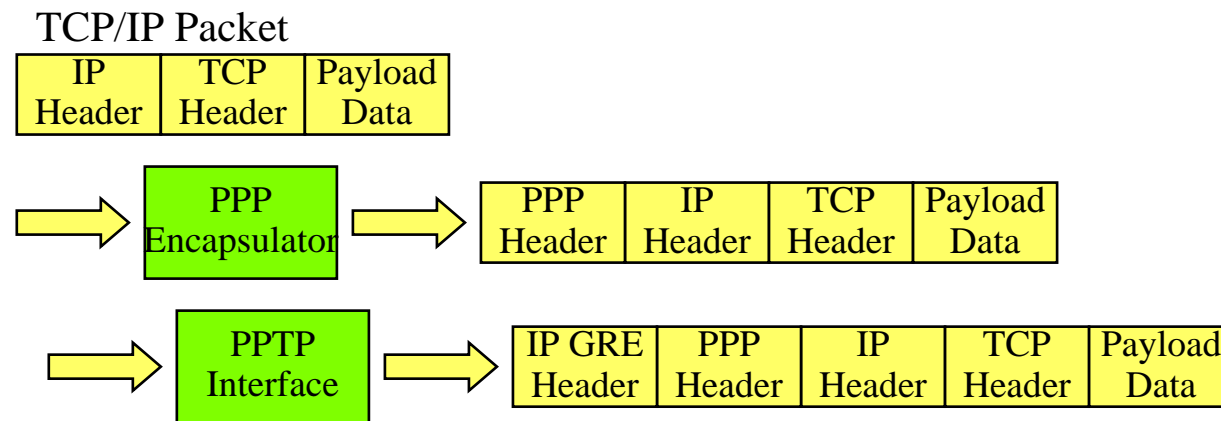 TCP/IP Packet
IP Header
TCP Header
Payload Data
PPP Encapsulator
PPP Header
IP Header
TCP Header
Payload Data
PPTP Interface
IP GRE Header
PPP Header
IP Header
TCP Header
Payload Data